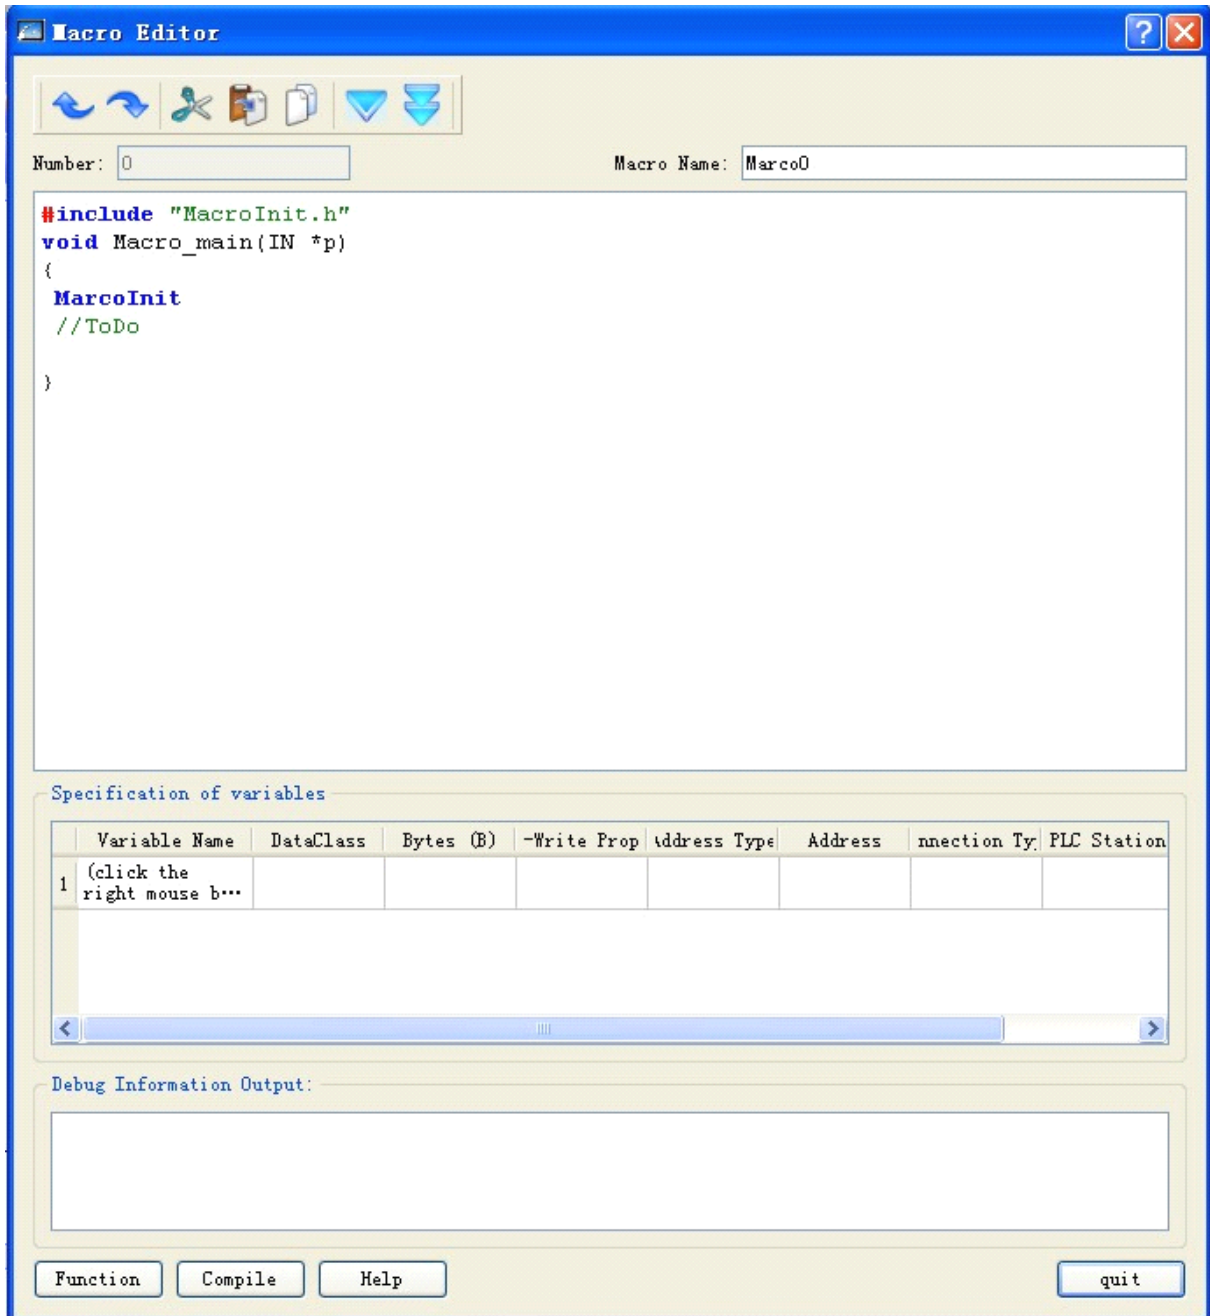 Macro Editor
Number: 0
Macro Name: Marco0
#include "MacroInit.h"
void Macro_main(IN *p)
{
MarcoInit
//ToDo
}
Specification of variables
Variable Name DataClass Bytes (B) -Write Prop Address Type Address nnection Ty PLC Station
1 (click the
right mouse b...
Debug Information Output:
Function Compile Help quit